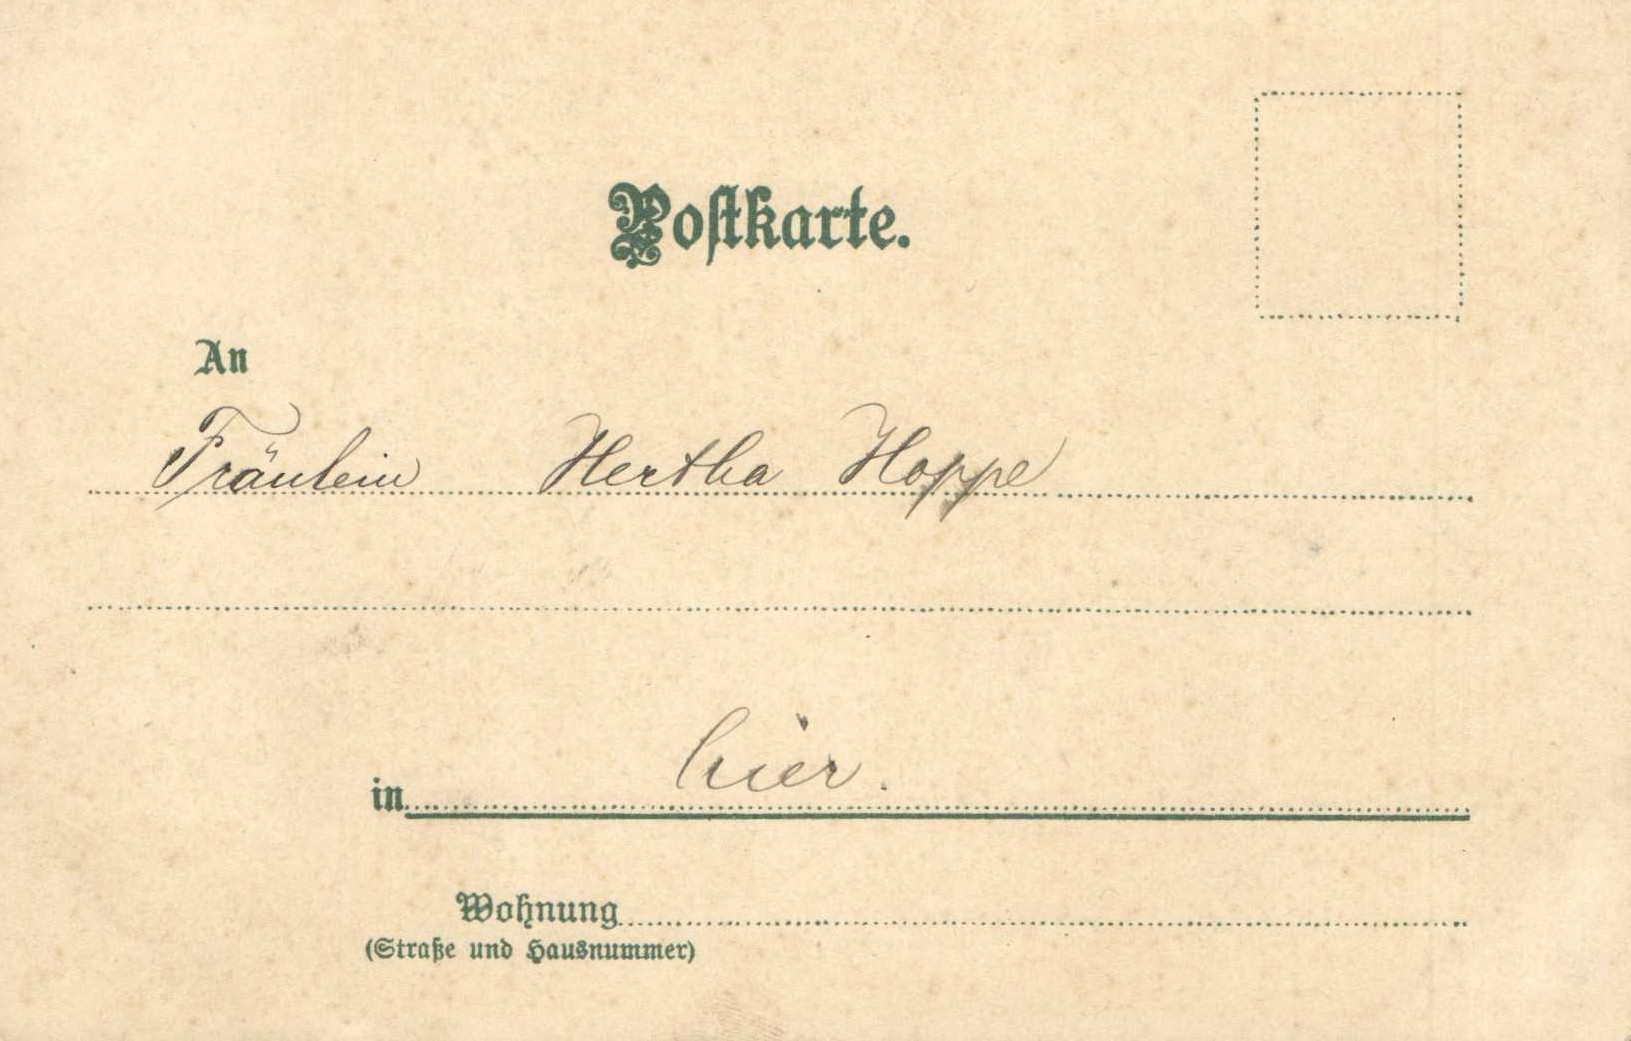 Postkarte.
An
Fräulein Hertha Hoppe
in hier.
Wohnung
(Straße und Hausnummer)